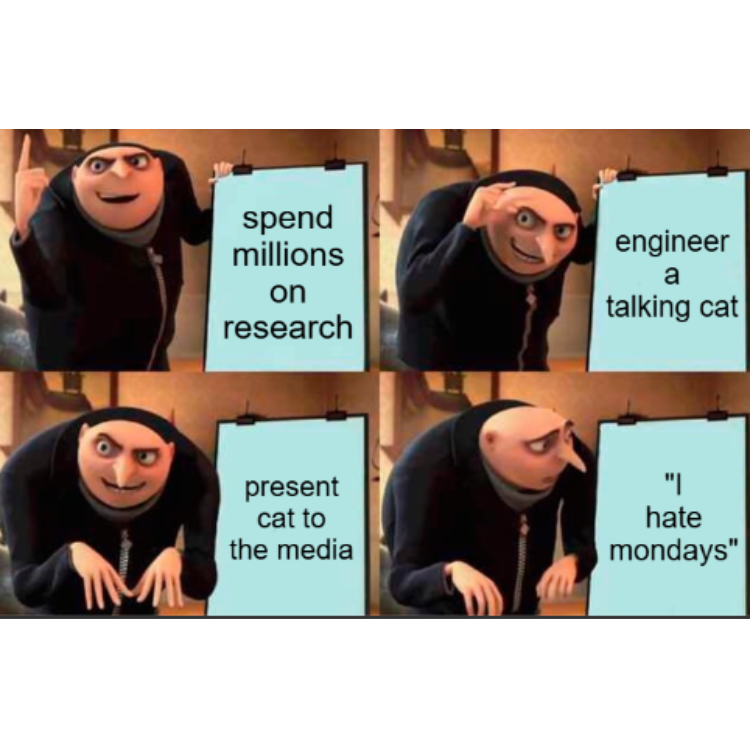 spend
millions
on
research
engineer
a
talking cat
present
cat to
the media
"I
hate
mondays"